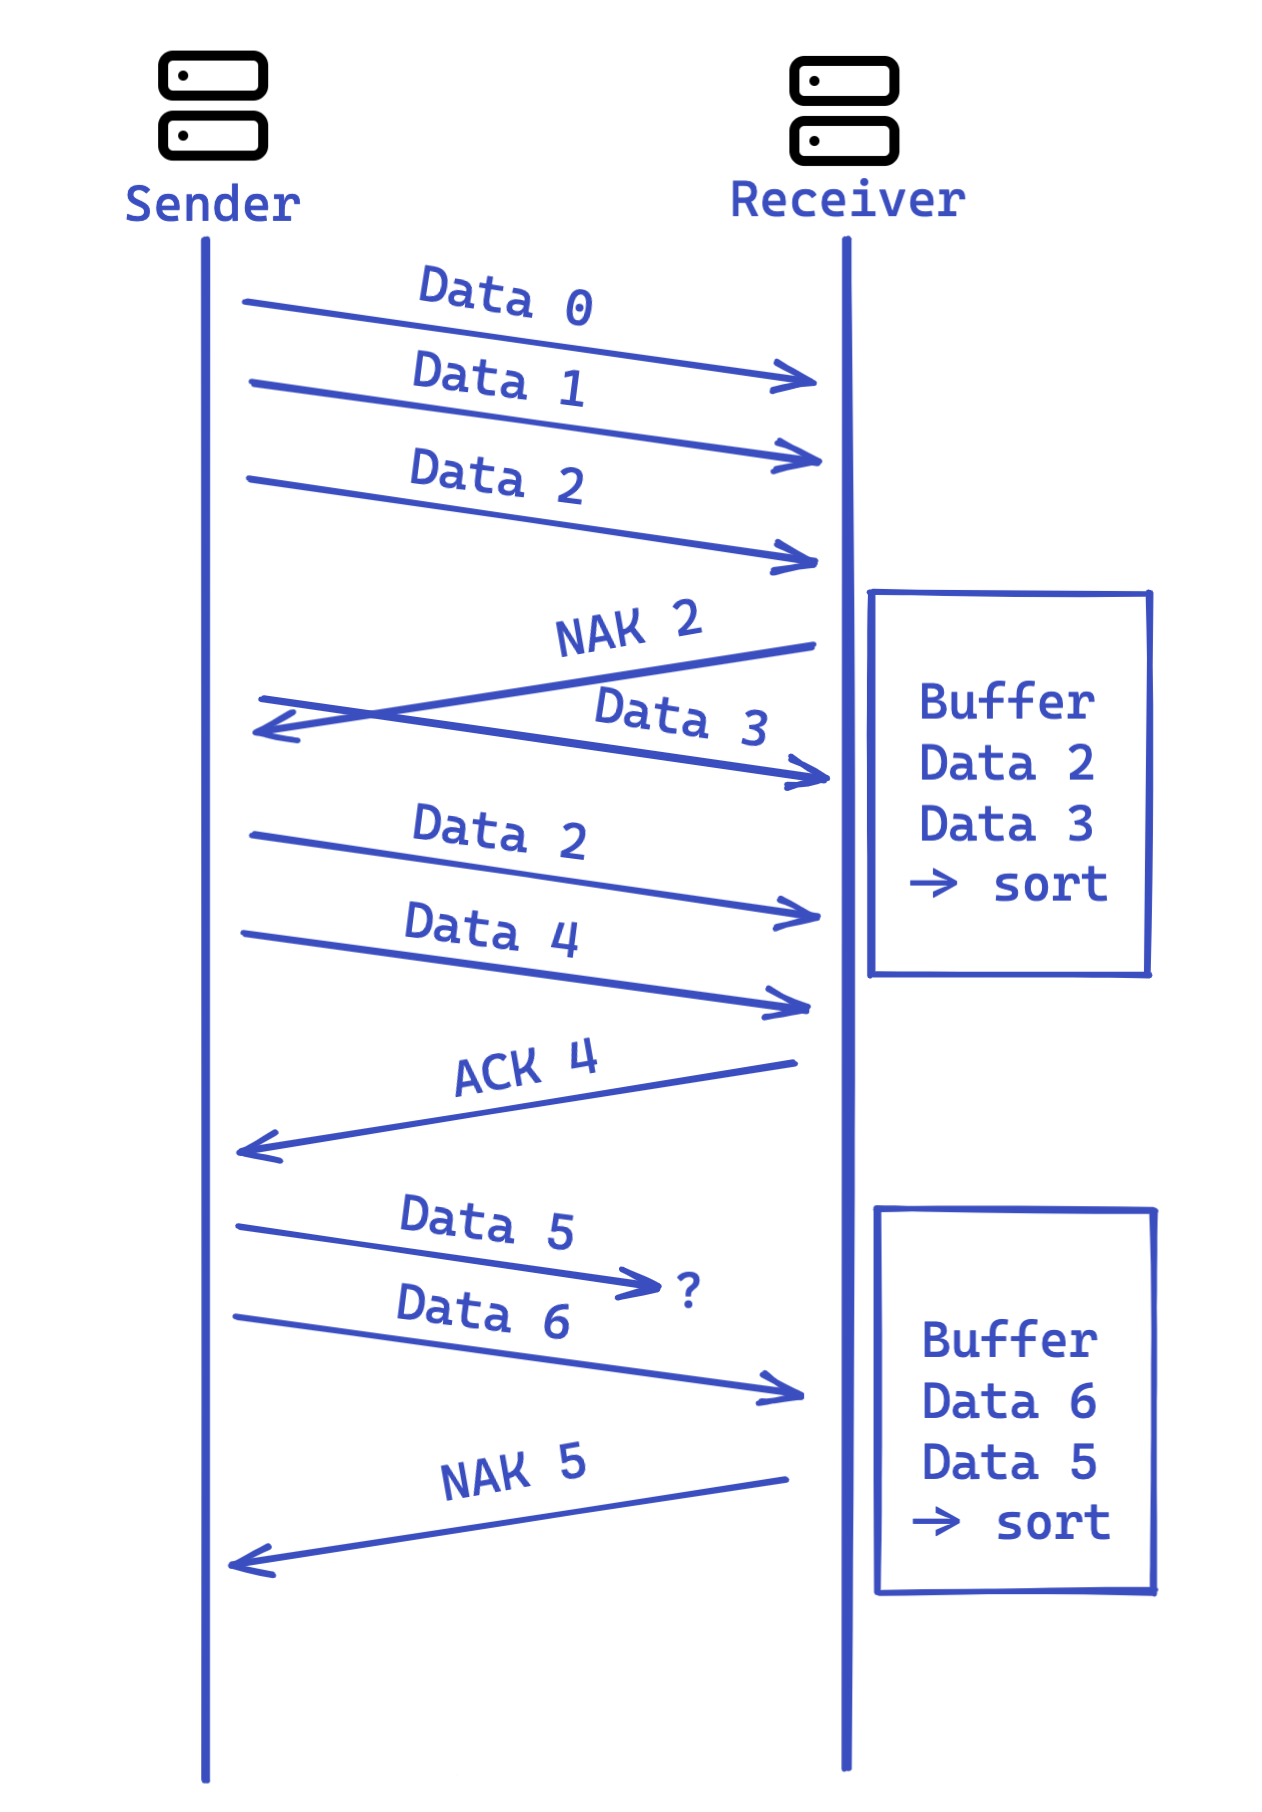 Sender
Receiver
Data 0
Data 1
Data 2
NAK 2
Data 3
Data 2
Data 4
ACK 4
Data 5
?
Data 6
NAK 5
Buffer
Data 2
Data 3
→ sort
Buffer
Data 6
Data 5
→ sort